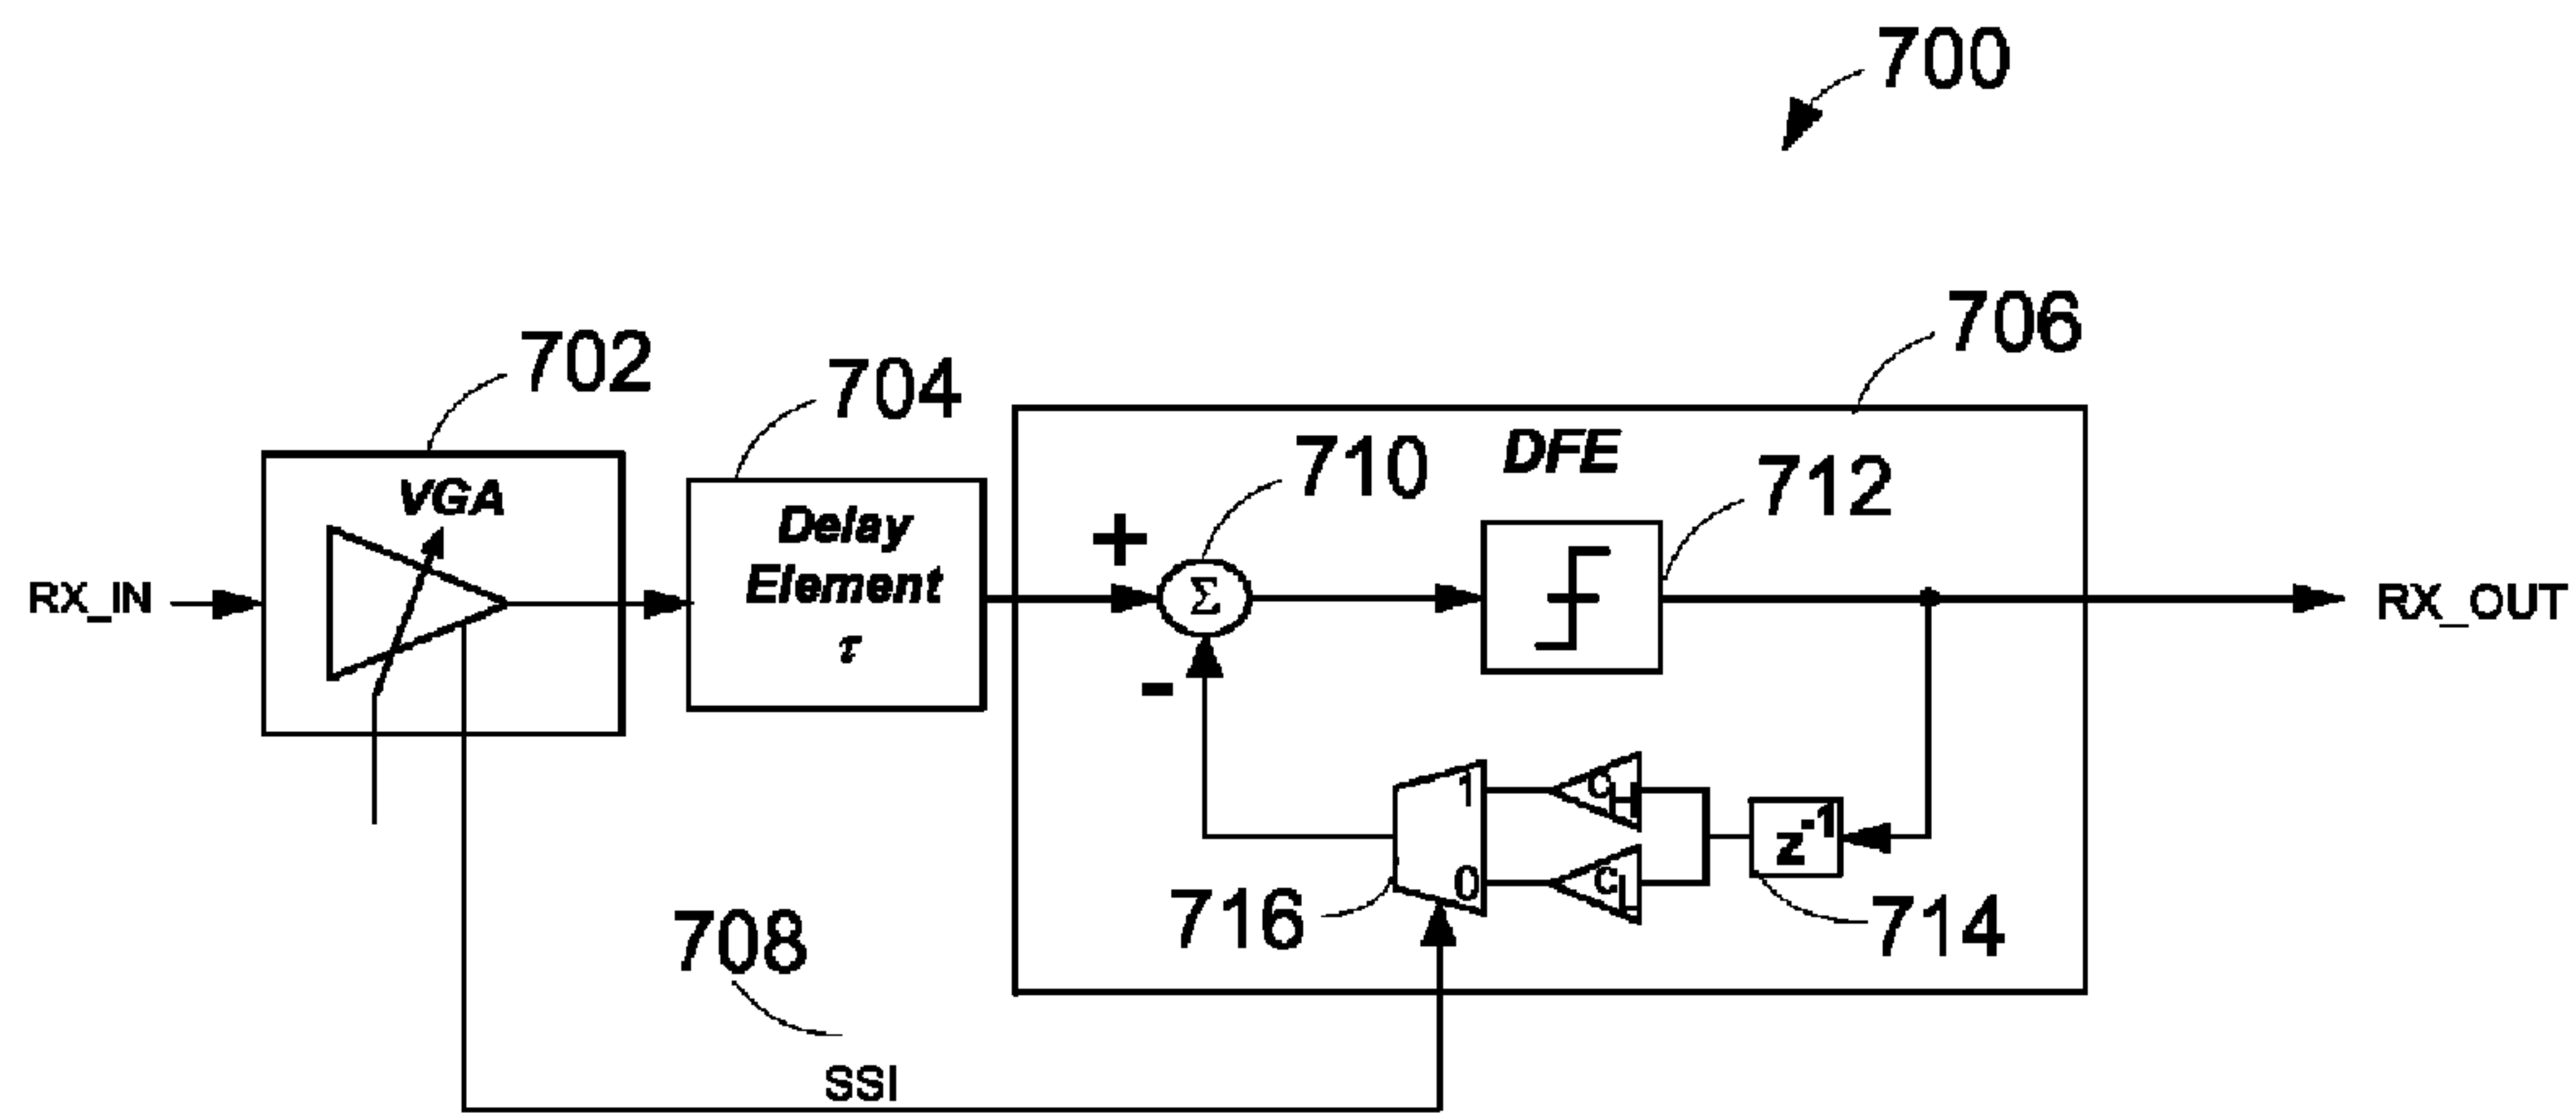 700
706
702
704
DFE
710
712
VGA
Delay
Element
τ
+
Σ
RX_IN
RX_OUT
-
1
cH
z-1
0
cL
716
714
708
SSI